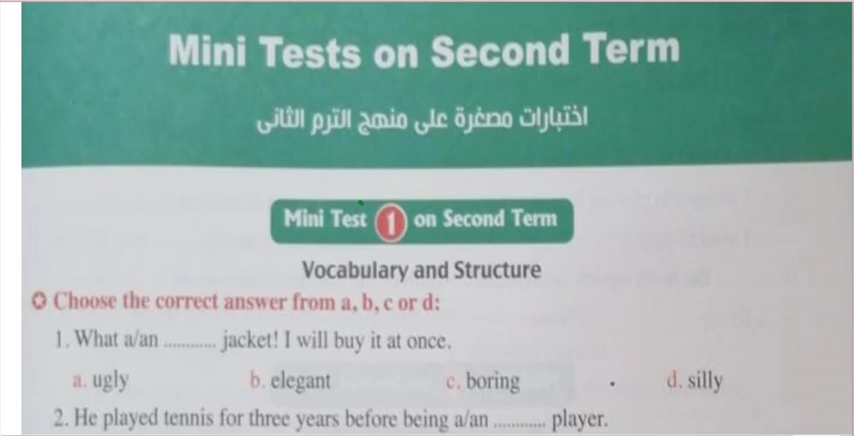 Mini Tests on Second Term
اختبارات مصغرة على منهج الترم الثانى
Mini Test 1 on Second Term
Vocabulary and Structure
✪ Choose the correct answer from a, b, c or d:
1. What a/an ............ jacket! I will buy it at once.
a. ugly b. elegant c. boring d. silly
2. He played tennis for three years before being a/an ............ player.